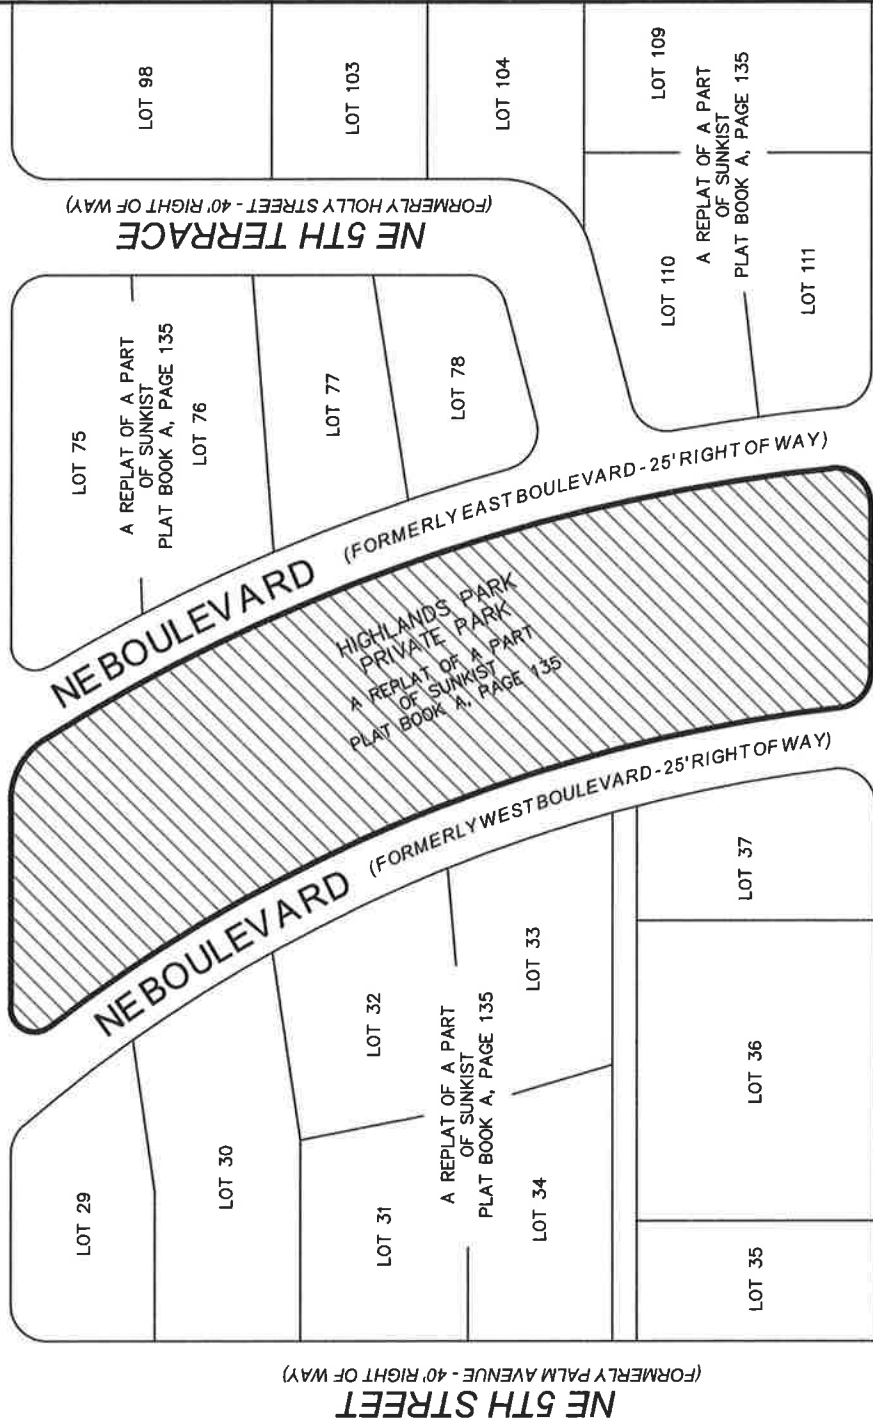 LOT 98
LOT 103
LOT 104
LOT 109
A REPLAT OF A PART
OF SUNKIST
PLAT BOOK A, PAGE 135
LOT 110
LOT 111
NE 5TH TERRACE
(FORMERLY HOLLY STREET - 40' RIGHT OF WAY)
LOT 75
A REPLAT OF A PART
OF SUNKIST
PLAT BOOK A, PAGE 135
LOT 76
LOT 77
LOT 78
NE BOULEVARD
(FORMERLY EAST BOULEVARD - 25' RIGHT OF WAY)
HIGHLANDS PARK
PRIVATE PARK
A REPLAT OF A PART
OF SUNKIST
PLAT BOOK A, PAGE 135
NE BOULEVARD
(FORMERLY WEST BOULEVARD - 25' RIGHT OF WAY)
LOT 29
LOT 30
LOT 31
LOT 32
LOT 33
A REPLAT OF A PART
OF SUNKIST
PLAT BOOK A, PAGE 135
LOT 34
LOT 37
LOT 36
LOT 35
NE 5TH STREET
(FORMERLY PALM AVENUE - 40' RIGHT OF WAY)